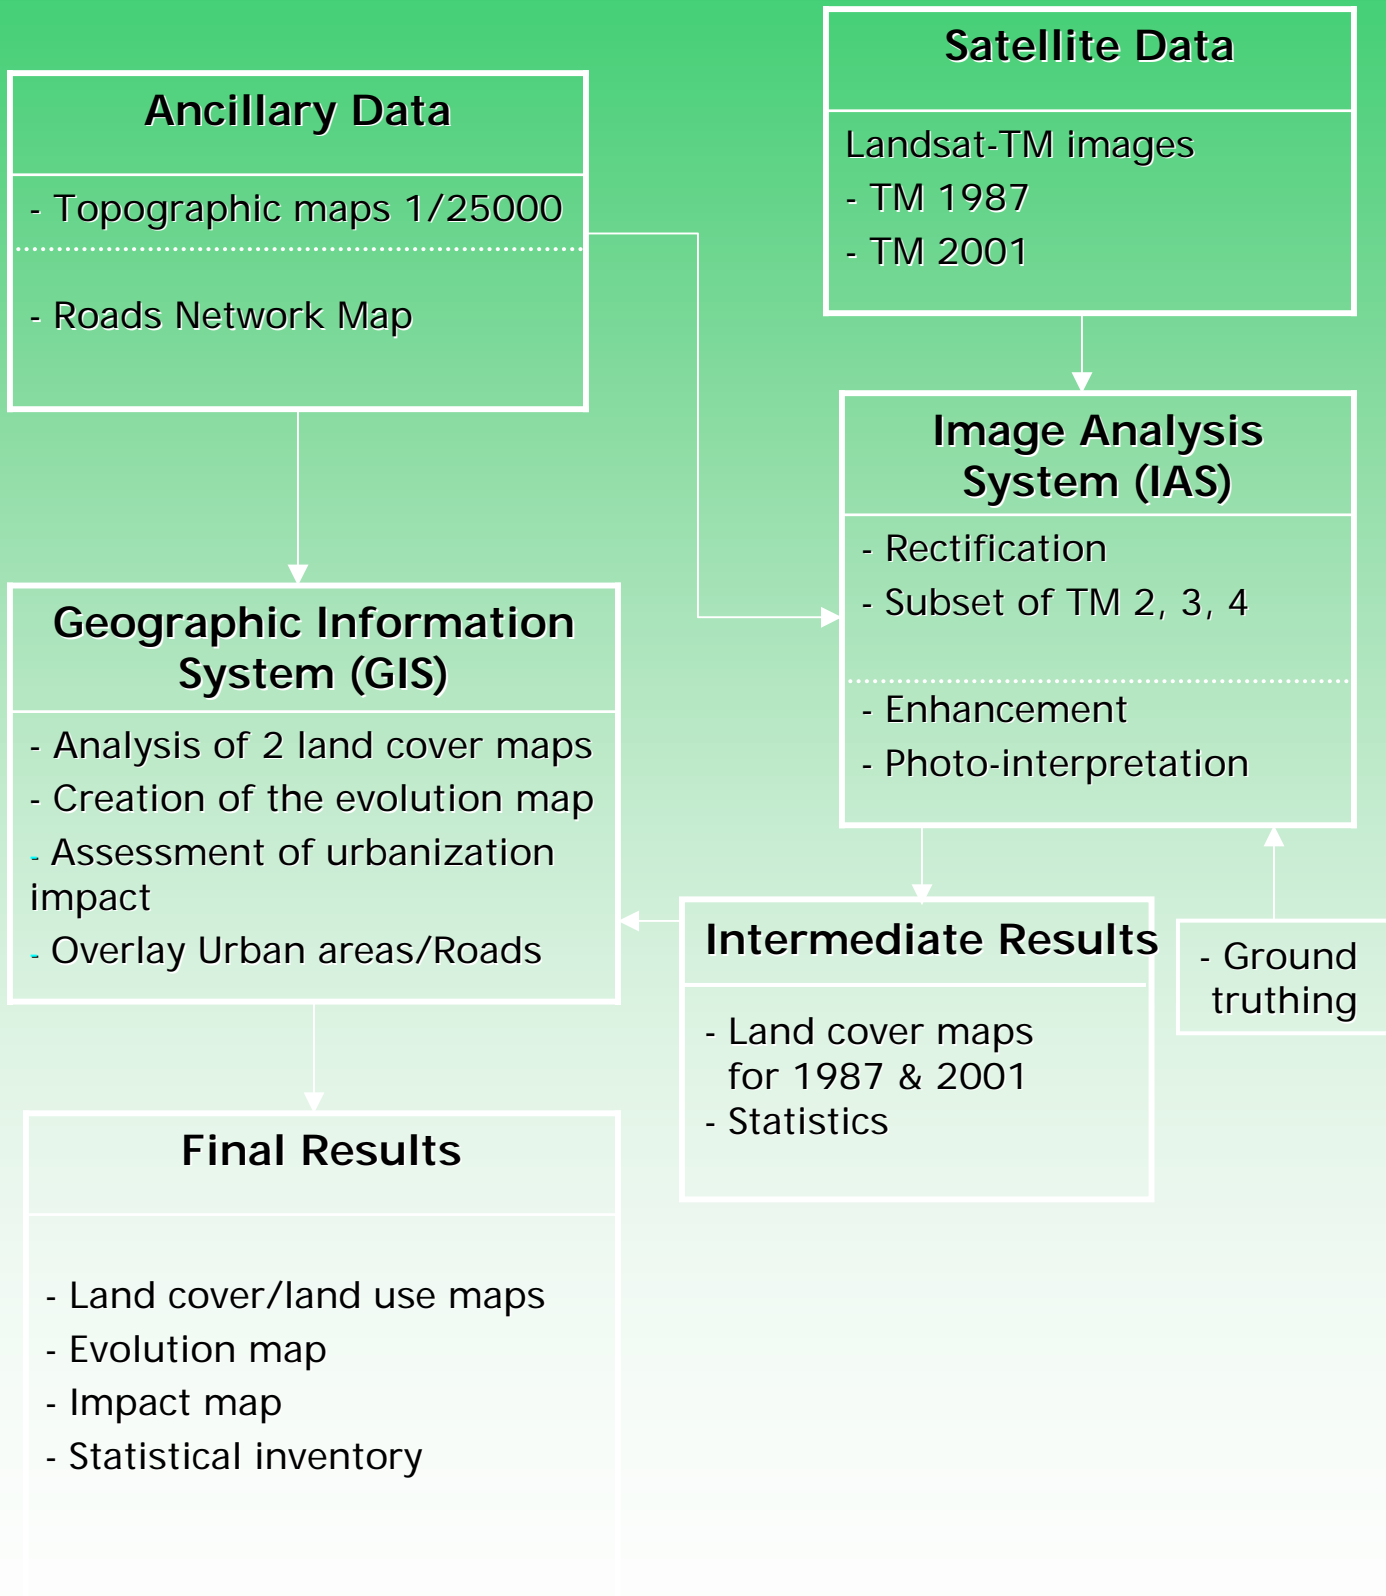 Satellite Data
Landsat-TM images
- TM 1987
- TM 2001
Ancillary Data
- Topographic maps 1/25000
- Roads Network Map
Image Analysis
System (IAS)
- Rectification
- Subset of TM 2, 3, 4
- Enhancement
- Photo-interpretation
Geographic Information
System (GIS)
- Analysis of 2 land cover maps
- Creation of the evolution map
- Assessment of urbanization
impact
- Overlay Urban areas/Roads
Intermediate Results
- Land cover maps
for 1987 & 2001
- Statistics
- Ground
truthing
Final Results
- Land cover/land use maps
- Evolution map
- Impact map
- Statistical inventory